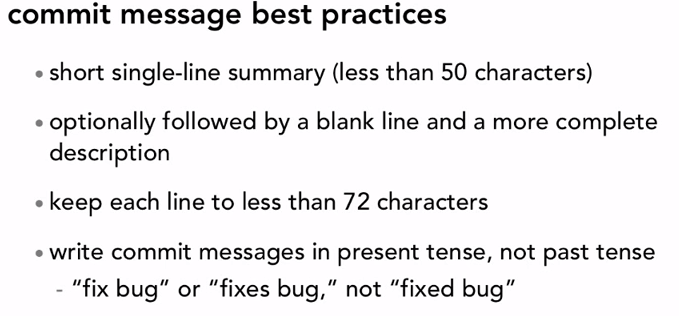 commit message best practices
• short single-line summary (less than 50 characters)
• optionally followed by a blank line and a more complete
description
• keep each line to less than 72 characters
• write commit messages in present tense, not past tense
- “fix bug” or “fixes bug,” not “fixed bug”